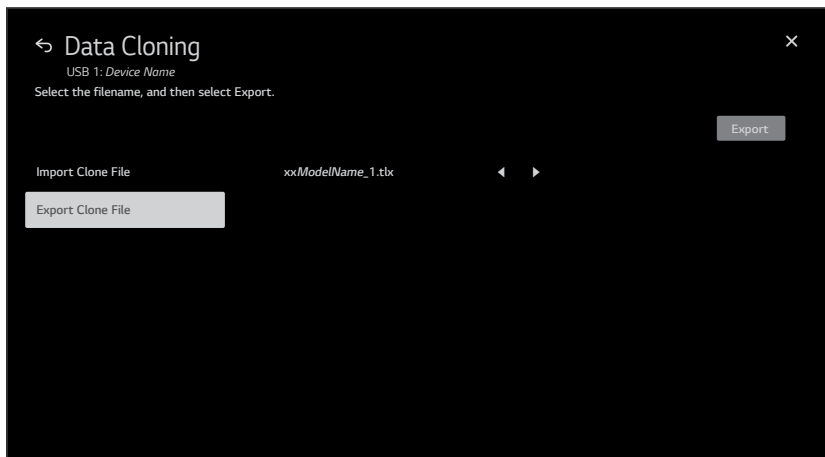 Data Cloning
USB 1: Device Name
Select the filename, and then select Export.
Export
Import Clone File xxModelName_1.tlx
Export Clone File